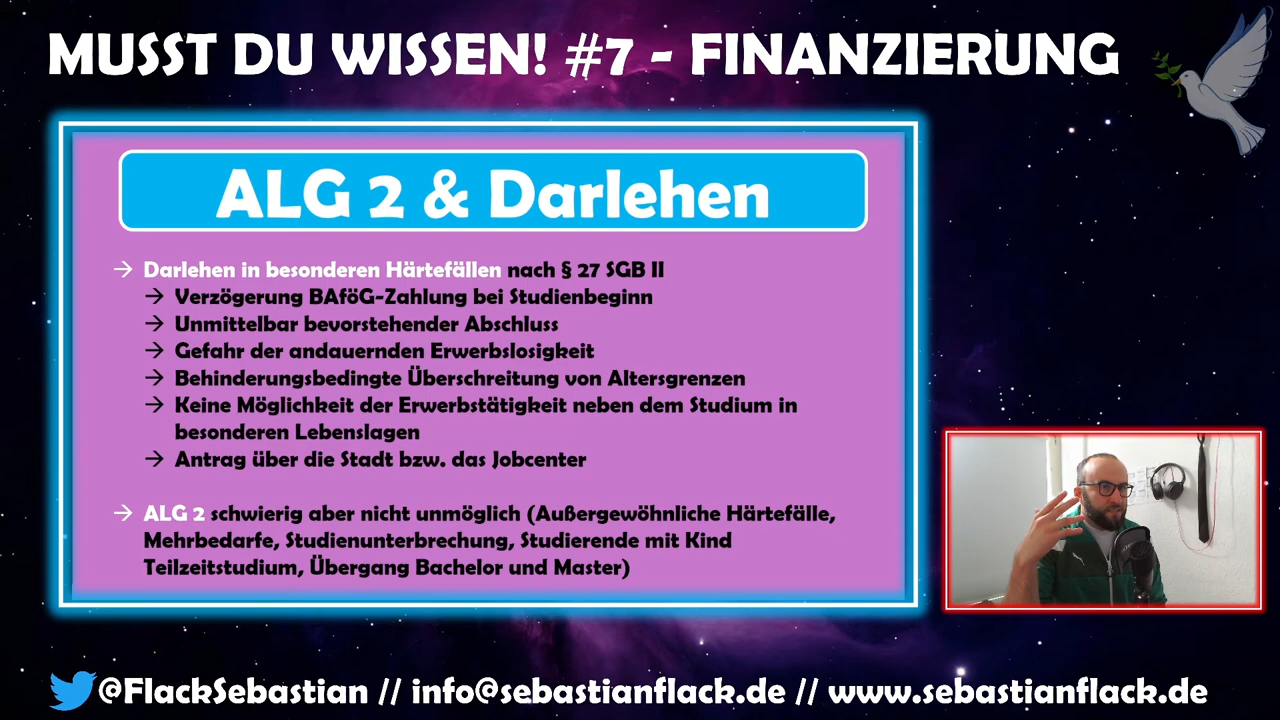 MUSST DU WISSEN! #7 - FINANZIERUNG
ALG 2 & Darlehen
→ Darlehen in besonderen Härtefällen nach § 27 SGB II
→ Verzögerung BAföG-Zahlung bei Studienbeginn
→ Unmittelbar bevorstehender Abschluss
→ Gefahr der andauernden Erwerbslosigkeit
→ Behinderungsbedingte Überschreitung von Altersgrenzen
→ Keine Möglichkeit der Erwerbstätigkeit neben dem Studium in
besonderen Lebenslagen
→ Antrag über die Stadt bzw. das Jobcenter
→ ALG 2 schwierig aber nicht unmöglich (Außergewöhnliche Härtefälle,
Mehrbedarfe, Studienunterbrechung, Studierende mit Kind
Teilzeitstudium, Übergang Bachelor und Master)
@FlackSebastian // info@sebastianflack.de // www.sebastianflack.de